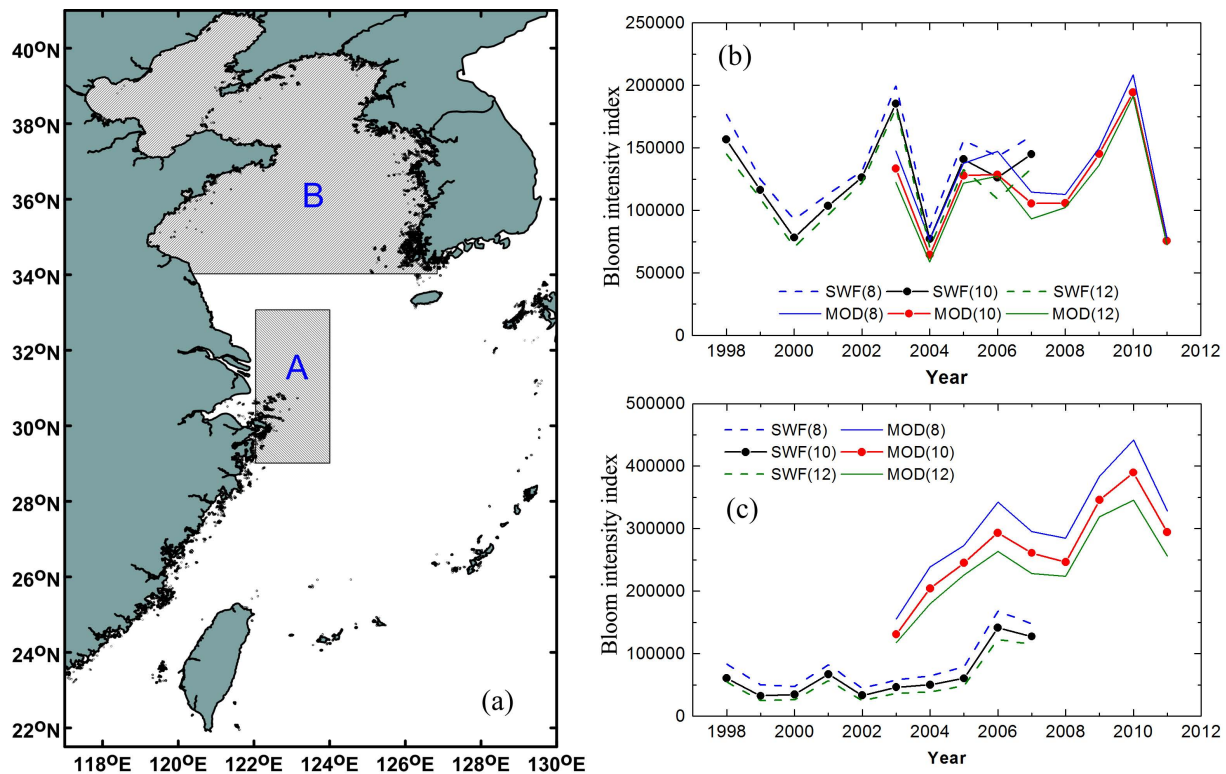 40°N
38°N
36°N
34°N
32°N
30°N
28°N
26°N
24°N
22°N
118°E 120°E 122°E 124°E 126°E 128°E 130°E
B
A
(a)
(b)
Bloom intensity index
250000
200000
150000
100000
50000
0
SWF(8) SWF(10) SWF(12)
MOD(8) MOD(10) MOD(12)
1998 2000 2002 2004 2006 2008 2010 2012
Year
(c)
Bloom intensity index
500000
400000
300000
200000
100000
0
SWF(8) MOD(8)
SWF(10) MOD(10)
SWF(12) MOD(12)
1998 2000 2002 2004 2006 2008 2010 2012
Year